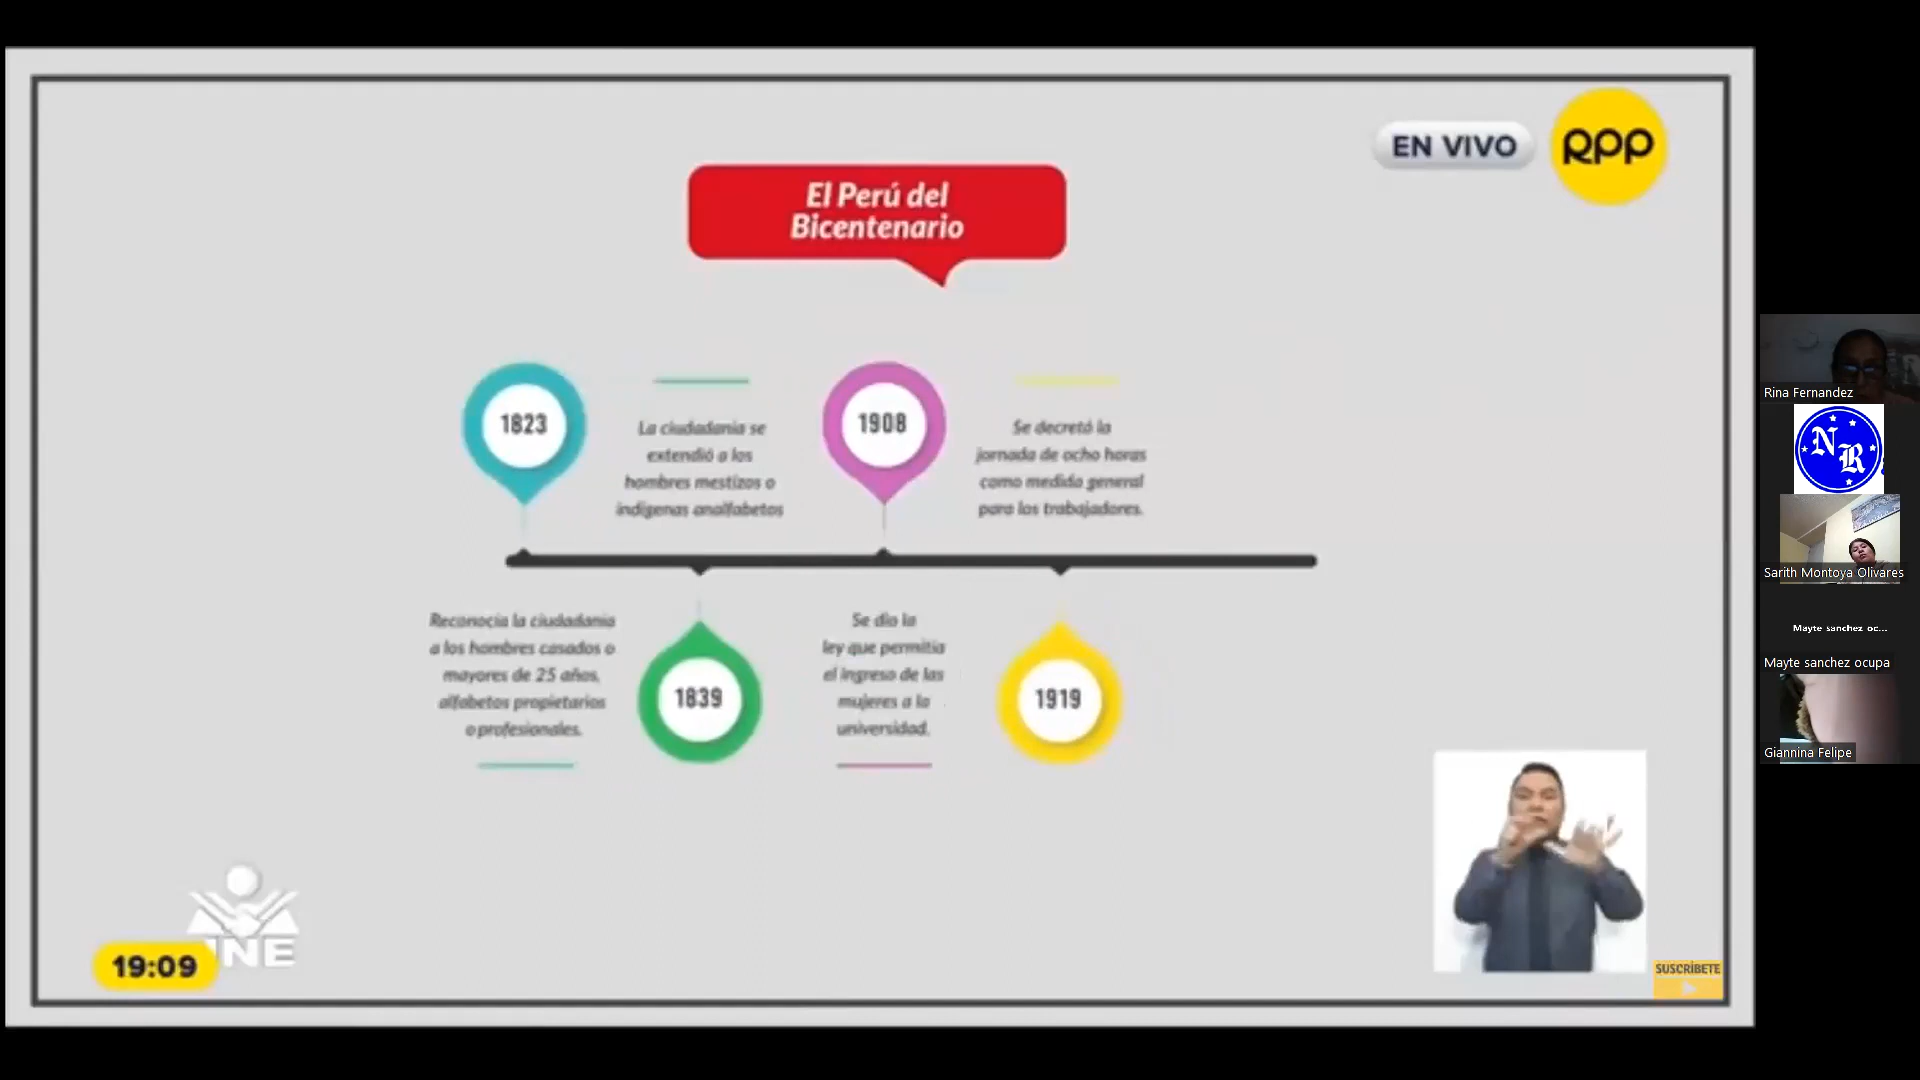 EN VIVO
RPP
El Perú del
Bicentenario
1823
La ciudadanía se
extendió a los
hombres mestizos o
indígenas analfabetos
1908
Se decretó la
jornada de ocho horas
como medida general
para los trabajadores.
Reconocía la ciudadanía
a los hombres casados o
mayores de 25 años,
alfabetos propietarios
o profesionales.
1839
Se dio la
ley que permitía
el ingreso de las
mujeres a la
universidad.
1919
JNE
19:09
SUSCRÍBETE
Rina Fernandez
NR
Sarith Montoya Olivares
Mayte sanchez oc...
Mayte sanchez ocupa
Giannina Felipe